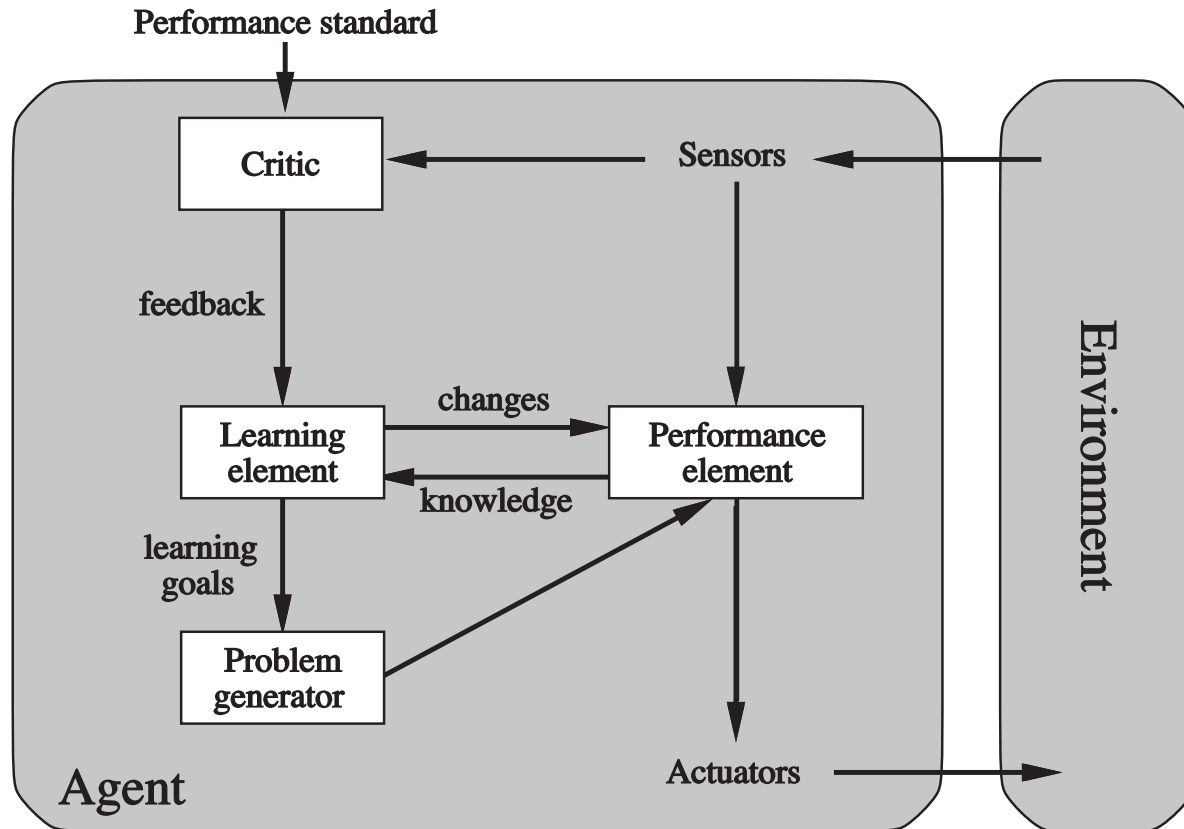 Performance standard
Critic
Sensors
feedback
changes
Learning
element
Performance
element
knowledge
learning
goals
Problem
generator
Actuators
Agent
Environment